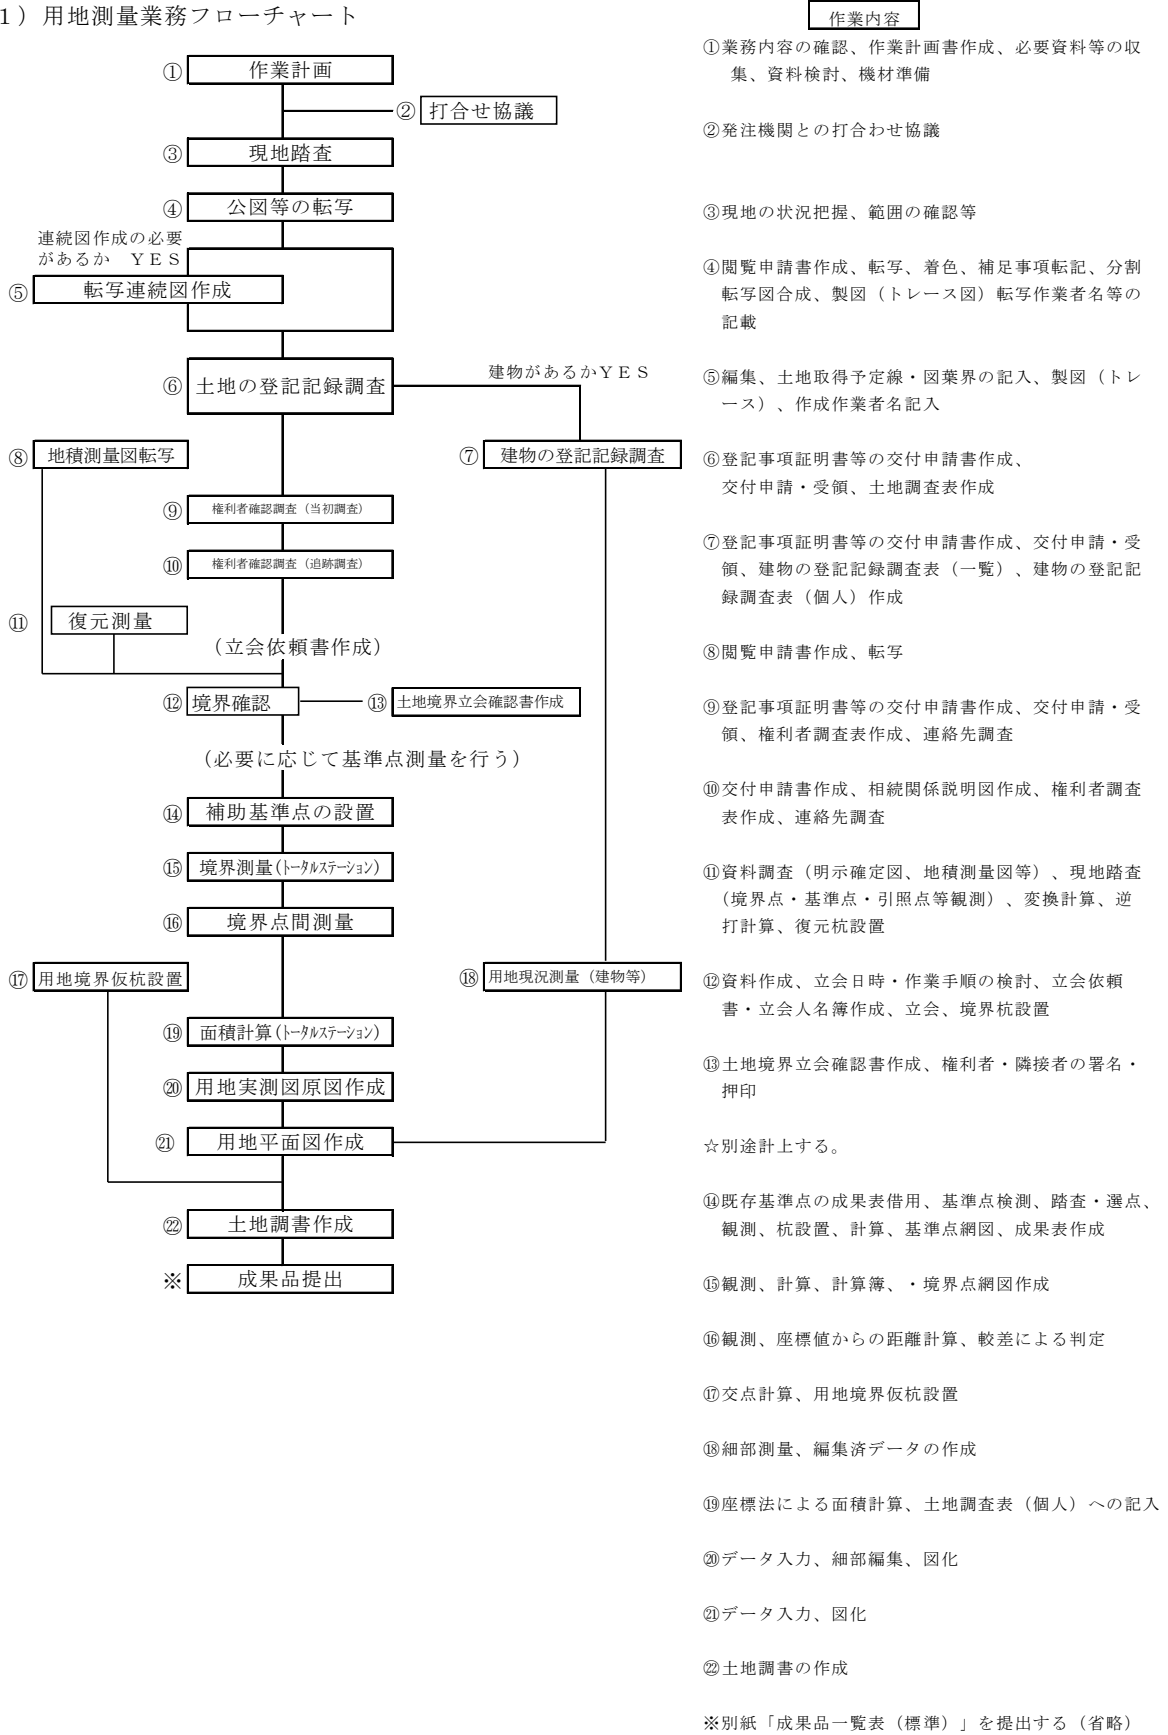 １）用地測量業務フローチャート
①作業計画
②打合せ協議
③現地踏査
④公図等の転写
連続図作成の必要
があるか　ＹＥＳ
⑤転写連続図作成
⑥土地の登記記録調査
建物があるかＹＥＳ
⑧地積測量図転写
⑦建物の登記記録調査
⑨権利者確認調査（当初調査）
⑩権利者確認調査（追跡調査）
⑪復元測量
（立会依頼書作成）
⑫境界確認
⑬土地境界立会確認書作成
（必要に応じて基準点測量を行う）
⑭補助基準点の設置
⑮境界測量(ﾄｰﾀﾙｽﾃｰｼｮﾝ)
⑯境界点間測量
⑰用地境界仮杭設置
⑱用地現況測量（建物等）
⑲面積計算(ﾄｰﾀﾙｽﾃｰｼｮﾝ)
⑳用地実測図原図作成
㉑用地平面図作成
㉒土地調書作成
※成果品提出
作業内容
①業務内容の確認、作業計画書作成、必要資料等の収
集、資料検討、機材準備
②発注機関との打合わせ協議
③現地の状況把握、範囲の確認等
④閲覧申請書作成、転写、着色、補足事項転記、分割
転写図合成、製図（トレース図）転写作業者名等の
記載
⑤編集、土地取得予定線・図葉界の記入、製図（トレ
ース）、作成作業者名記入
⑥登記事項証明書等の交付申請書作成、
交付申請・受領、土地調査表作成
⑦登記事項証明書等の交付申請書作成、交付申請・受
領、建物の登記記録調査表（一覧）、建物の登記記
録調査表（個人）作成
⑧閲覧申請書作成、転写
⑨登記事項証明書等の交付申請書作成、交付申請・受
領、権利者調査表作成、連絡先調査
⑩交付申請書作成、相続関係説明図作成、権利者調査
表作成、連絡先調査
⑪資料調査（明示確定図、地積測量図等）、現地踏査
（境界点・基準点・引照点等観測）、変換計算、逆
打計算、復元杭設置
⑫資料作成、立会日時・作業手順の検討、立会依頼
書・立会人名簿作成、立会、境界杭設置
⑬土地境界立会確認書作成、権利者・隣接者の署名・
押印
☆別途計上する。
⑭既存基準点の成果表借用、基準点検測、踏査・選点、
観測、杭設置、計算、基準点網図、成果表作成
⑮観測、計算、計算簿、・境界点網図作成
⑯観測、座標値からの距離計算、較差による判定
⑰交点計算、用地境界仮杭設置
⑱細部測量、編集済データの作成
⑲座標法による面積計算、土地調査表（個人）への記入
⑳データ入力、細部編集、図化
㉑データ入力、図化
㉒土地調書の作成
※別紙「成果品一覧表（標準）」を提出する（省略）